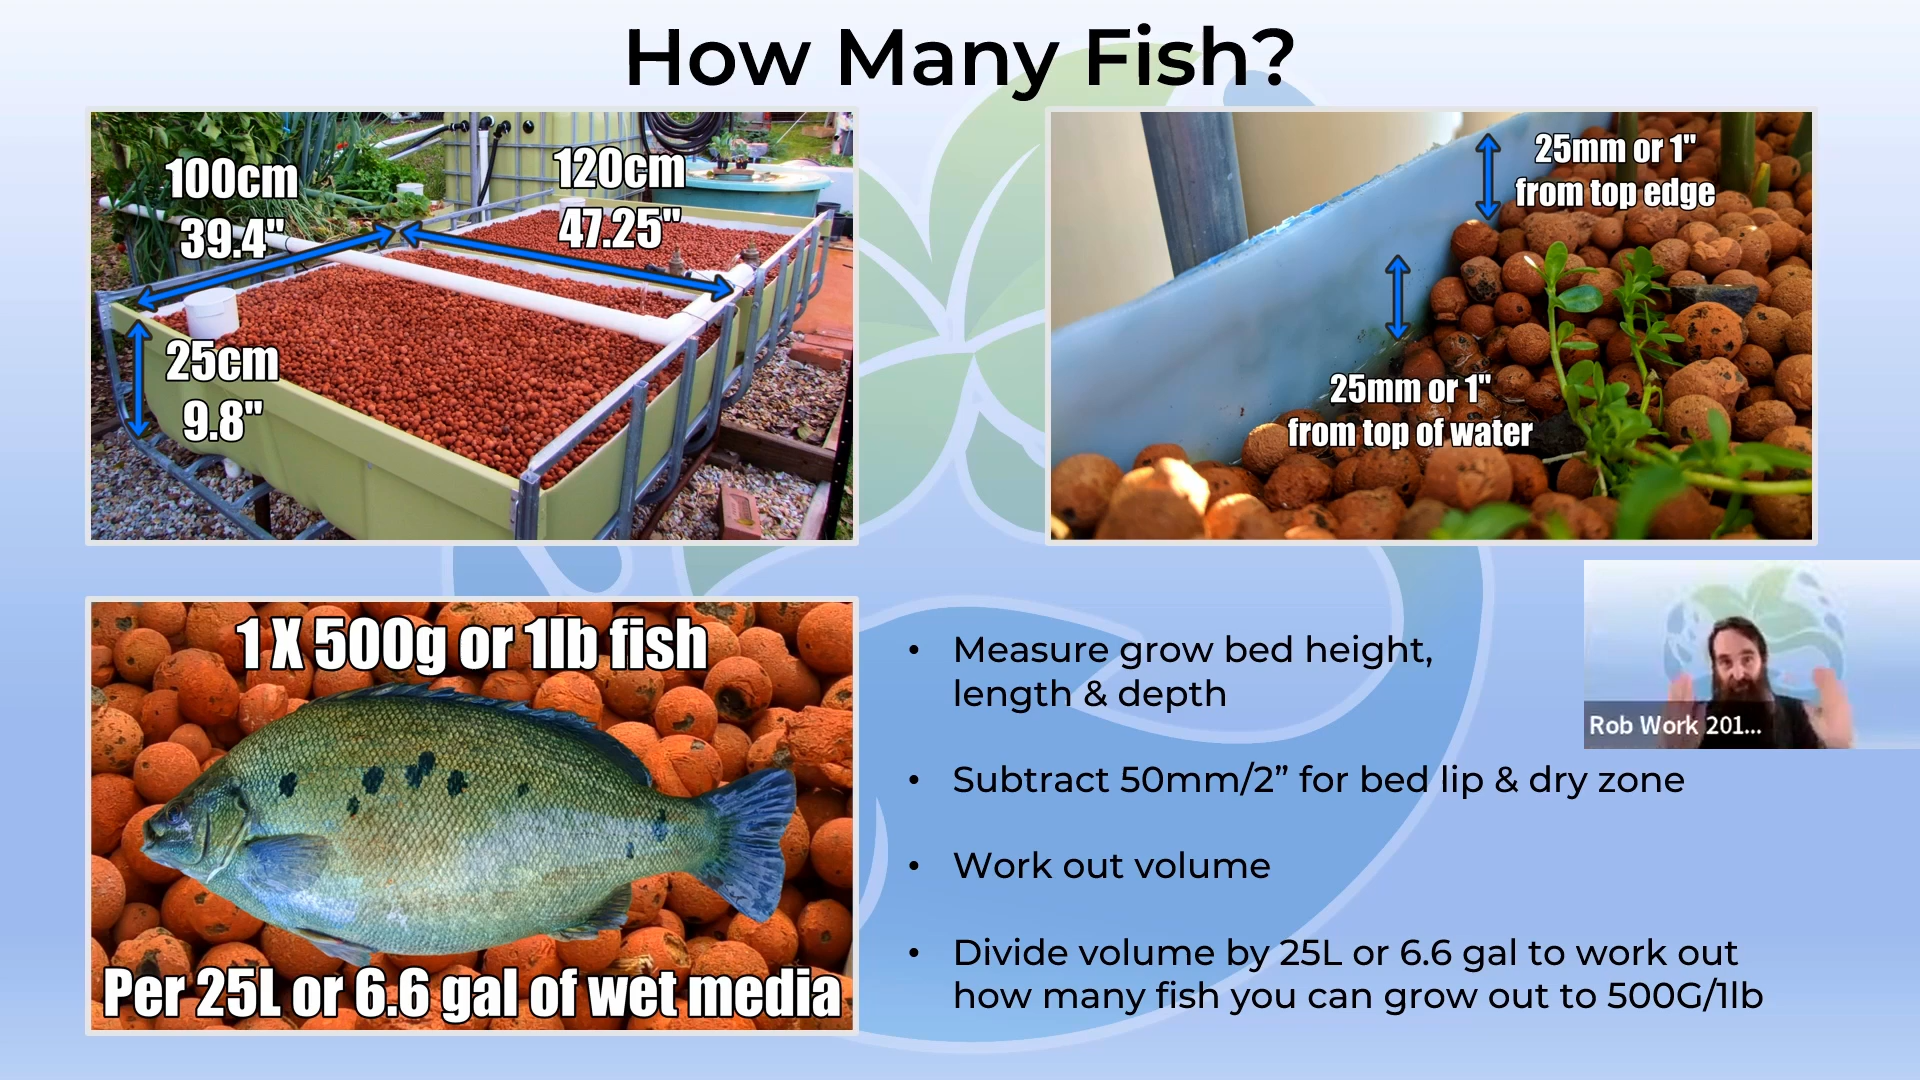 How Many Fish?
100cm
39.4"
120cm
47.25"
25cm
9.8"
25mm or 1"
from top edge
25mm or 1"
from top of water
1 X 500g or 1lb fish
Per 25L or 6.6 gal of wet media
• Measure grow bed height,
length & depth
• Subtract 50mm/2” for bed lip & dry zone
• Work out volume
• Divide volume by 25L or 6.6 gal to work out
how many fish you can grow out to 500G/1lb
Rob Work 201...